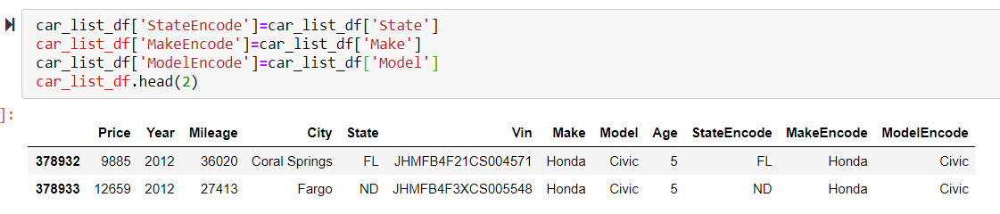 car_list_df['StateEncode']=car_list_df['State']
car_list_df['MakeEncode']=car_list_df['Make']
car_list_df['ModelEncode']=car_list_df['Model']
car_list_df.head(2)
]:
Price Year Mileage City State Vin Make Model Age StateEncode MakeEncode ModelEncode
378932 9885 2012 36020 Coral Springs FL JHMFB4F21CS004571 Honda Civic 5 FL Honda Civic
378933 12659 2012 27413 Fargo ND JHMFB4F3XCS005548 Honda Civic 5 ND Honda Civic